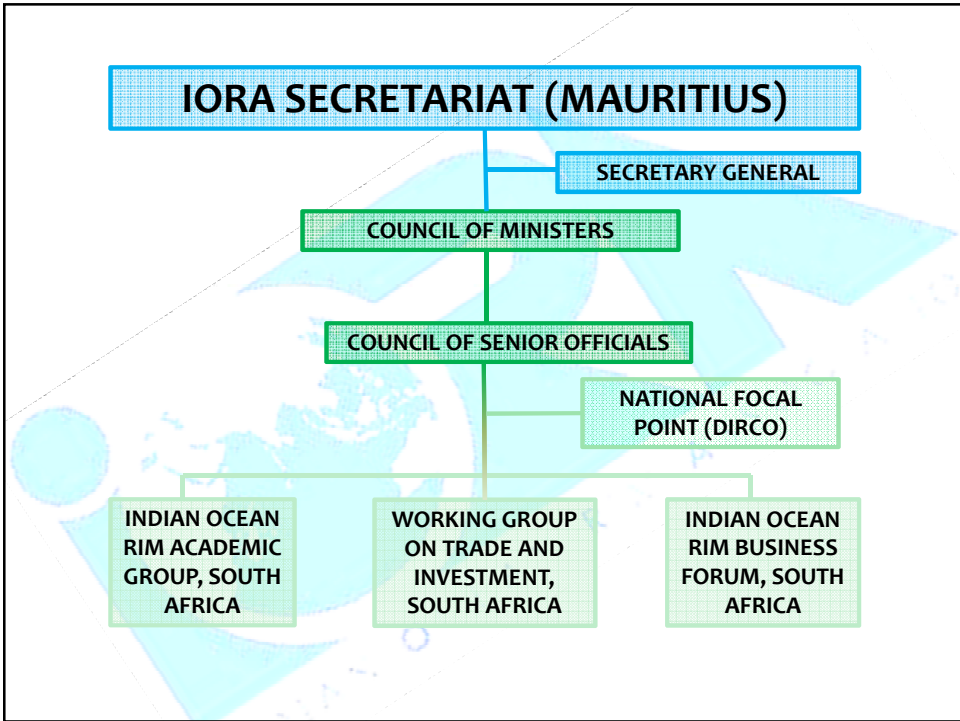 IORA SECRETARIAT (MAURITIUS)
SECRETARY GENERAL
COUNCIL OF MINISTERS
COUNCIL OF SENIOR OFFICIALS
NATIONAL FOCAL
POINT (DIRCO)
INDIAN OCEAN
RIM ACADEMIC
GROUP, SOUTH
AFRICA
WORKING GROUP
ON TRADE AND
INVESTMENT,
SOUTH AFRICA
INDIAN OCEAN
RIM BUSINESS
FORUM, SOUTH
AFRICA